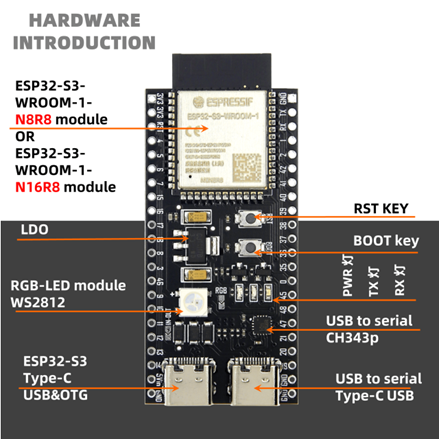 HARDWARE
INTRODUCTION
ESP32-S3-
WROOM-1-
N8R8 module
OR
ESP32-S3-
WROOM-1-
N16R8 module
ESPRESSIF
ESP32-S3-WROOM-1
RST KEY
LDO
BOOT key
PWR 灯
TX 灯
RX 灯
RGB-LED module
WS2812
RGB
USB to serial
CH343p
ESP32-S3
Type-C
USB&OTG
USB to serial
Type-C USB